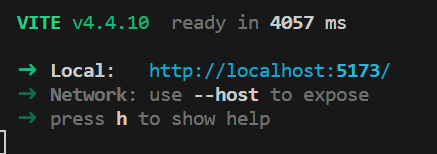 VITE v4.4.10 ready in 4057 ms
➜ Local: http://localhost:5173/
➜ Network: use --host to expose
➜ press h to show help